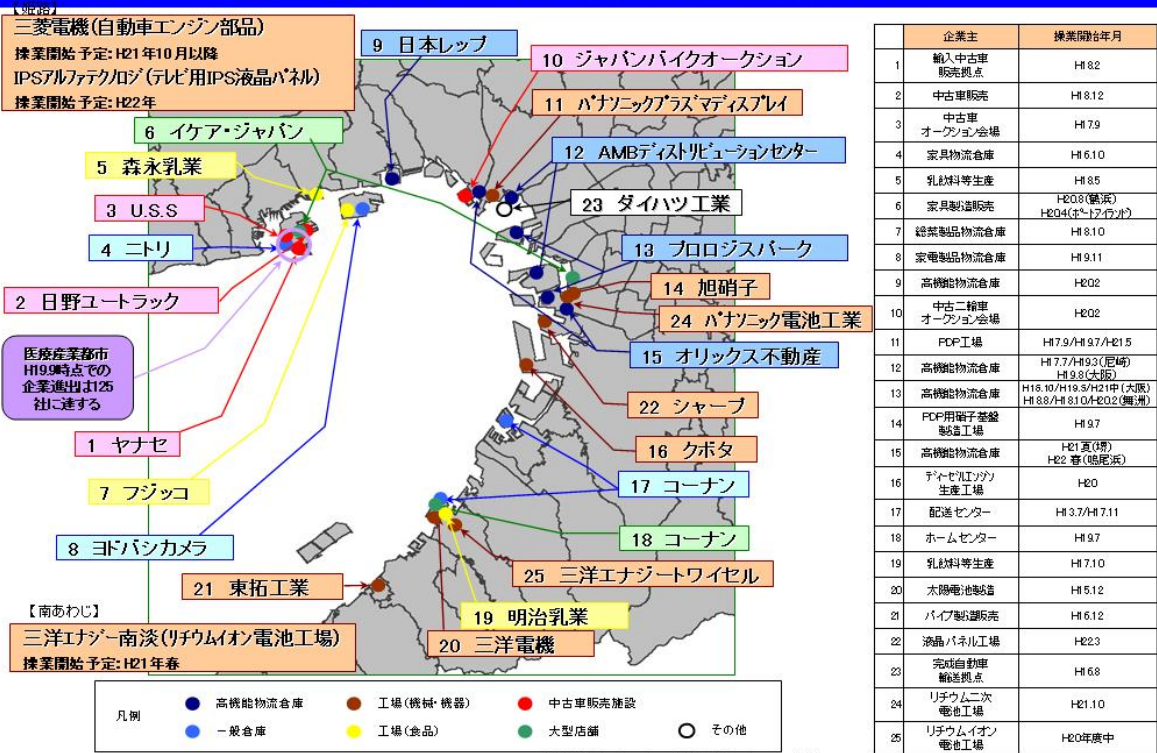 【姫路】
三菱電機(自動車エンジン部品)
操業開始予定:H21年10月以降
IPSアルファテクノロジ(テレビ用IPS液晶パネル)
操業開始予定:H22年
9 日本レップ
10 ジャパンバイクオークション
11 パナソニックプラズマディスプレイ
6 イケア・ジャパン
12 AMBディストリビューションセンター
5 森永乳業
23 ダイハツ工業
3 U.S.S
4 ニトリ
13 プロロジスパーク
14 旭硝子
2 日野ユートラック
24 パナソニック電池工業
15 オリックス不動産
医療産業都市
H19.9時点での
企業進出は125
社に達する
22 シャープ
16 クボタ
1 ヤナセ
17 コーナン
7 フジッコ
18 コーナン
8 ヨドバシカメラ
25 三洋エナジートワイセル
21 東拓工業
19 明治乳業
20 三洋電機
【南あわじ】
三洋エナジー南淡(リチウムイオン電池工場)
操業開始予定:H21年春
凡例
高機能物流倉庫 工場(機械・機器) 中古車販売施設
一般倉庫 工場(食品) 大型店舗 その他
企業主 操業開始年月
1 輸入中古車
販売拠点 H18.2
2 中古車販売 H18.12
3 中古車
オークション会場 H17.9
4 家具物流倉庫 H16.10
5 乳飲料等生産 H18.5
6 家具製造販売 H20.8(鶴浜)
H20.4(ポートアイランド)
7 総菜製品物流倉庫 H18.10
8 家電製品物流倉庫 H19.11
9 高機能物流倉庫 H20.2
10 中古二輪車
オークション会場 H20.2
11 PDP工場 H17.9/H19.7/H21.5
12 高機能物流倉庫 H17.7/H19.3(尼崎)
H19.8(大阪)
13 高機能物流倉庫 H16.10/H19.5/H21中(大阪)
H18.8/H18.10/H20.2(舞洲)
14 PDP用硝子基盤
製造工場 H19.7
15 高機能物流倉庫 H21夏(堺)
H22 春(鳴尾浜)
16 ディーゼルエンジン
生産工場 H20
17 配送センター H13.7/H17.11
18 ホームセンター H19.7
19 乳飲料等生産 H17.10
20 太陽電池製造 H15.12
21 パイプ製造販売 H16.12
22 液晶パネル工場 H22.3
23 完成自動車
輸送拠点 H16.8
24 リチウム二次
電池工場 H21.10
25 リチウムイオン
電池工場 H20年度中